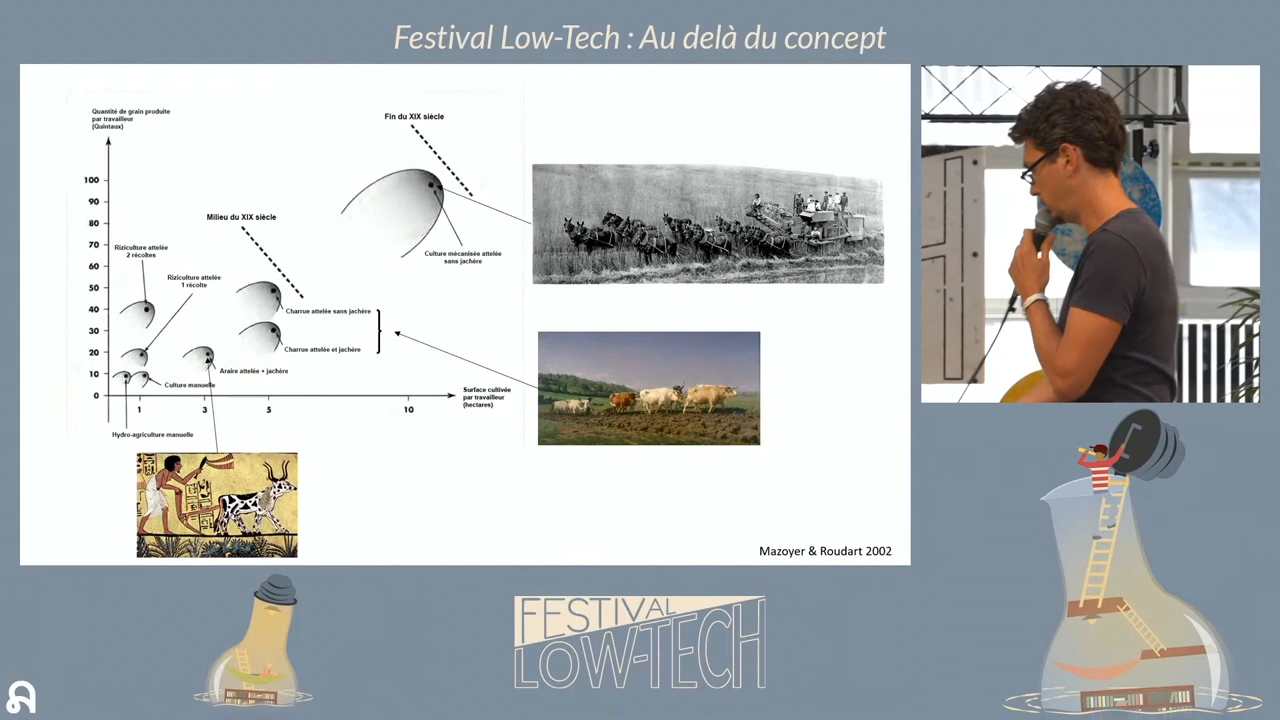 Festival Low-Tech : Au delà du concept
Quantité de grain produite
par travailleur
(Quintaux)
Fin du XIX siècle
100
90
80
70
60
50
40
30
20
10
0
Milieu du XIX siècle
Riziculture attelée
2 récoltes
Riziculture attelée
1 récolte
Culture mécanisée attelée
sans jachère
Charrue attelée sans jachère
Charrue attelée et jachère
Araire attelée + jachère
Culture manuelle
Surface cultivée
par travailleur
(hectares)
1
3
5
10
Hydro-agriculture manuelle
Mazoyer & Roudart 2002
FESTIVAL
LOW-TECH